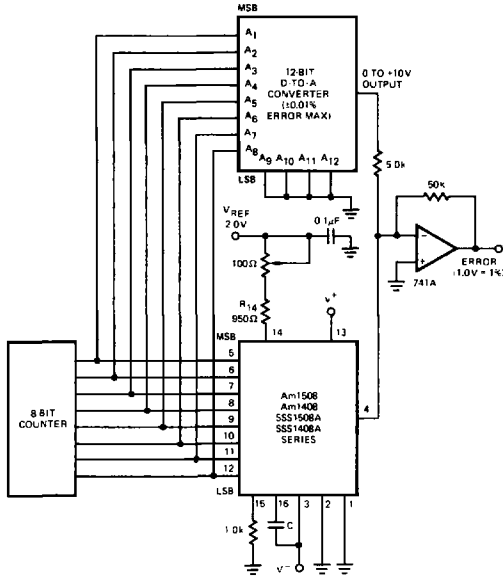 MSB
A1
A2
A3
A4
A5
A6
A7
A8
12-BIT
D-TO-A
CONVERTER
(±0.01%
ERROR MAX)
A9 A10 A11 A12
LSB
0 TO +10V
OUTPUT
5.0k
50k
VREF
2.0V
0.1µF
100Ω
R14
950Ω
741A
ERROR
(1.0V = 1%)
V+
MSB
14
13
8-BIT
COUNTER
5
6
7
8
9
10
11
12
LSB
Am1508
Am1408
SSS1508A
SSS1408A
SERIES
4
15
16
3
2
1
1.0k
C
V−